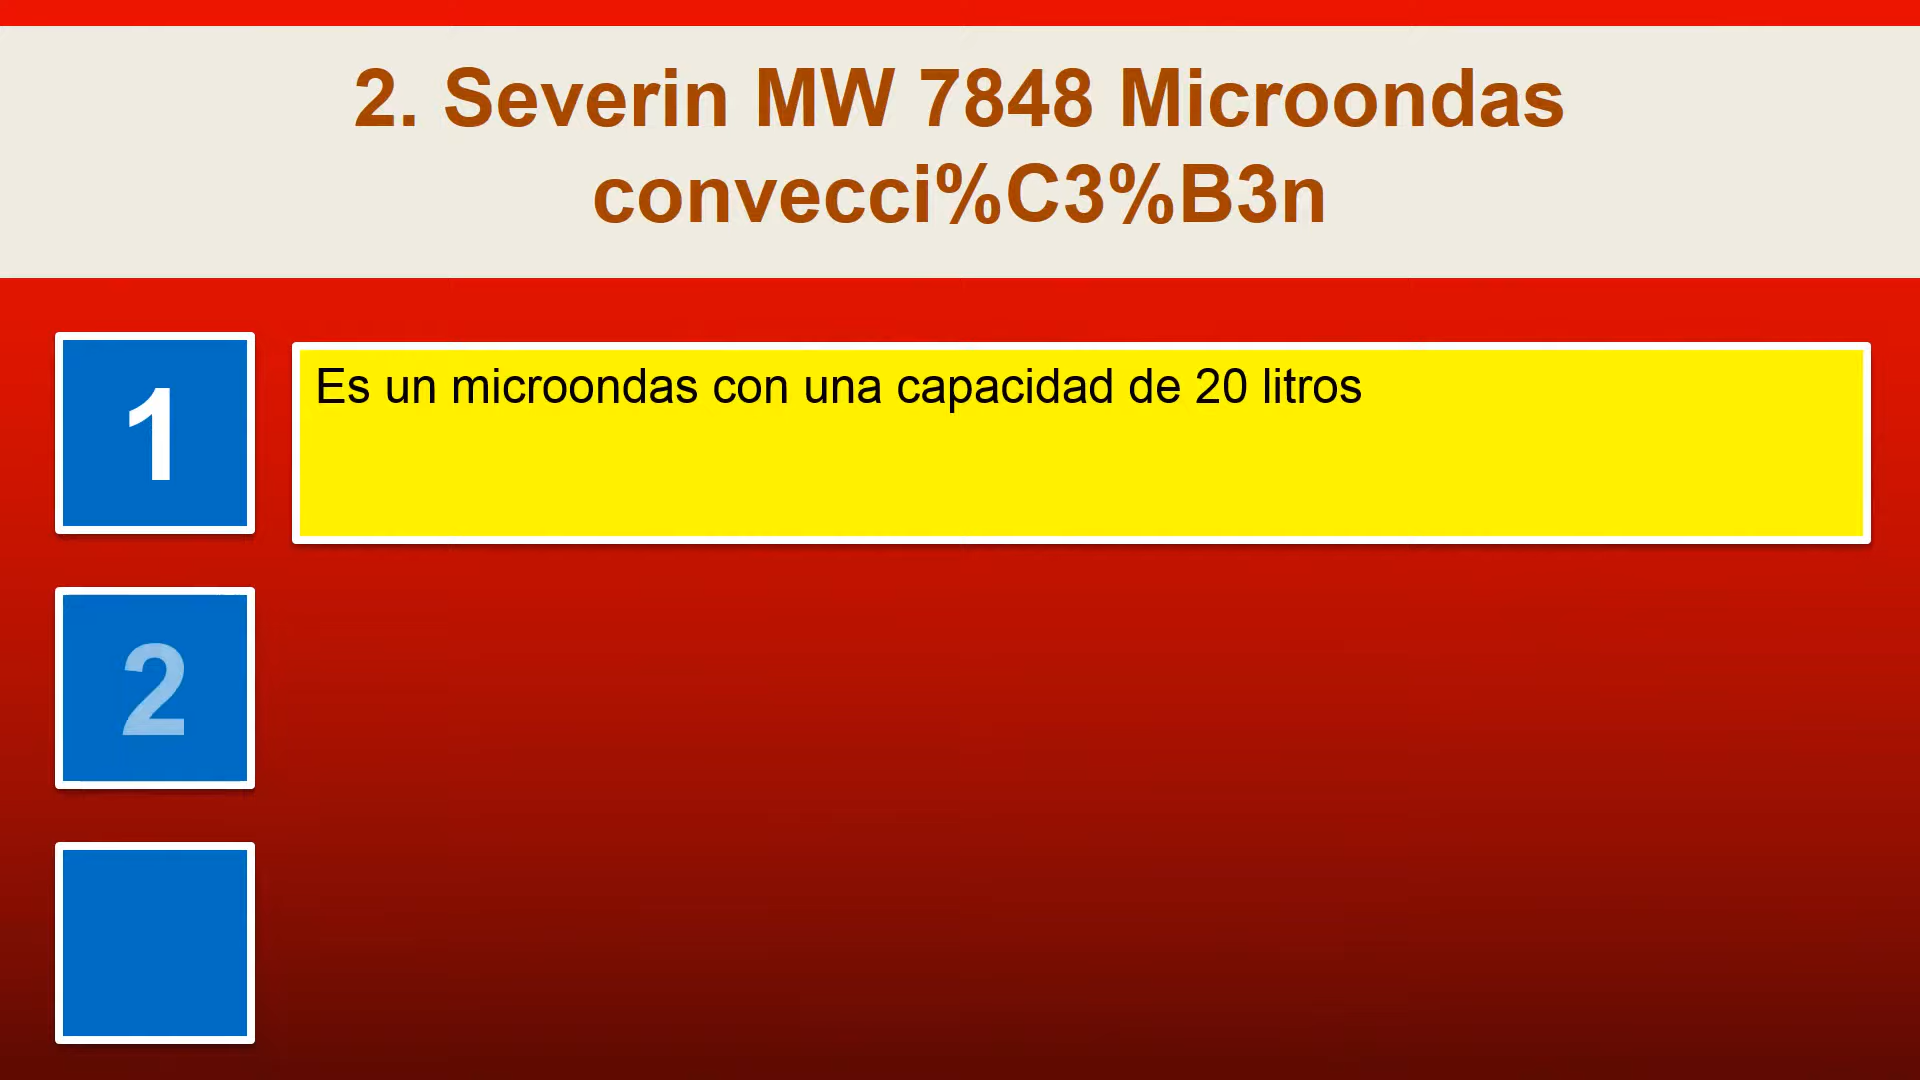 2. Severin MW 7848 Microondas
convecci%C3%B3n
1
Es un microondas con una capacidad de 20 litros
2